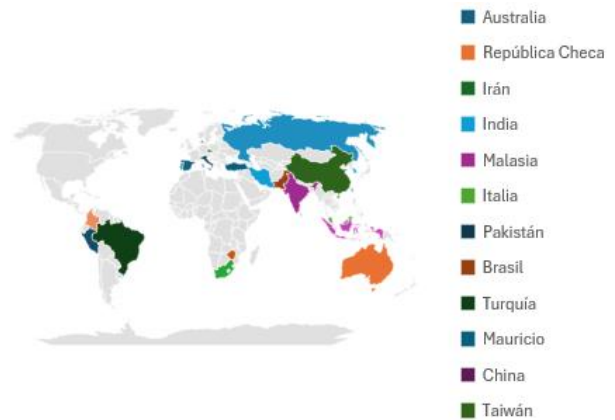 Australia
República Checa
Irán
India
Malasia
Italia
Pakistán
Brasil
Turquía
Mauricio
China
Taiwán